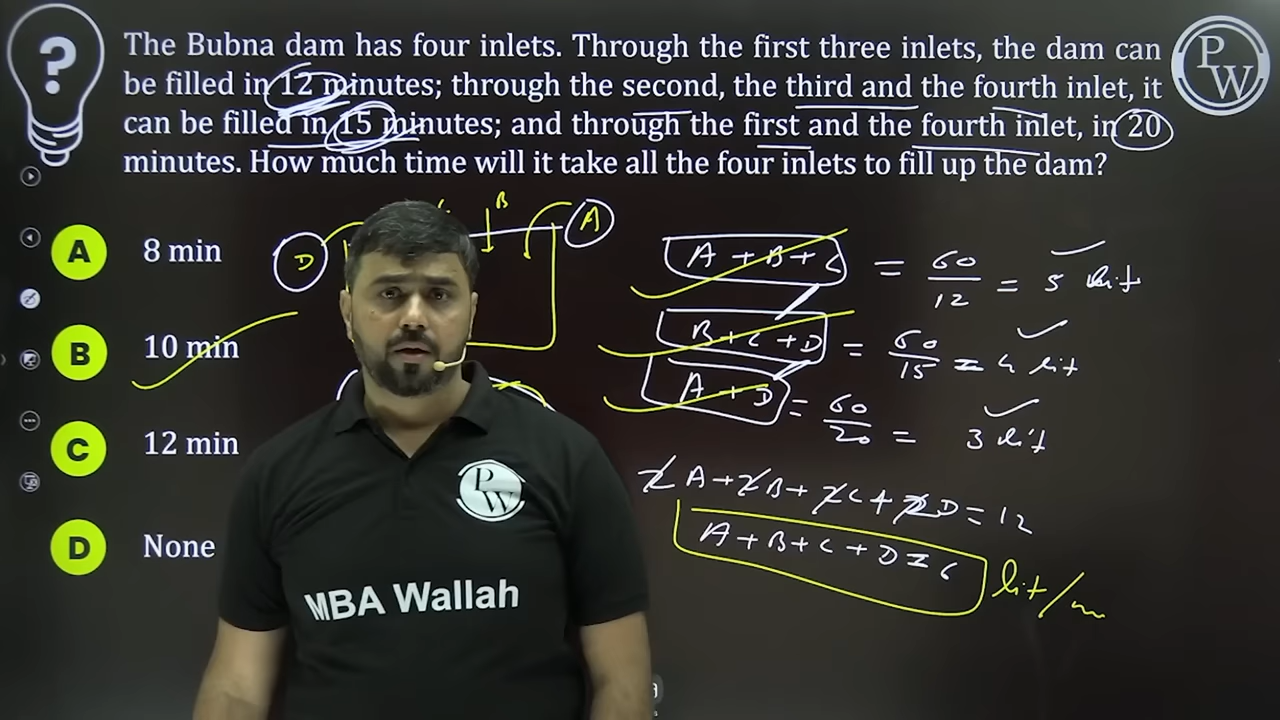 The Bubna dam has four inlets. Through the first three inlets, the dam can
be filled in 12 minutes; through the second, the third and the fourth inlet, it
can be filled in 15 minutes; and through the first and the fourth inlet, in 20
minutes. How much time will it take all the four inlets to fill up the dam?
?
PW
A 8 min
B 10 min
C 12 min
D None
D B A
A + B + C = 60/12 = 5 lit
B + C + D = 60/15 = 4 lit
A + D = 60/20 = 3 lit
2A + 2B + 2C + 2D = 12
A + B + C + D = 6 lit/m
PW
MBA Wallah